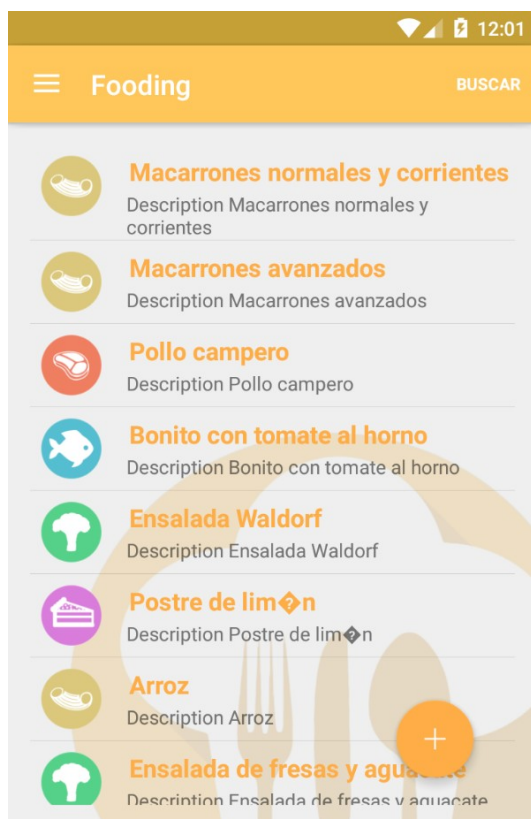 12:01
Fooding
BUSCAR
Macarrones normales y corrientes
Description Macarrones normales y
corrientes
Macarrones avanzados
Description Macarrones avanzados
Pollo campero
Description Pollo campero
Bonito con tomate al horno
Description Bonito con tomate al horno
Ensalada Waldorf
Description Ensalada Waldorf
Postre de lim�n
Description Postre de lim�n
Arroz
Description Arroz
+
Ensalada de fresas y aguacate
Description Ensalada de fresas y aguacate